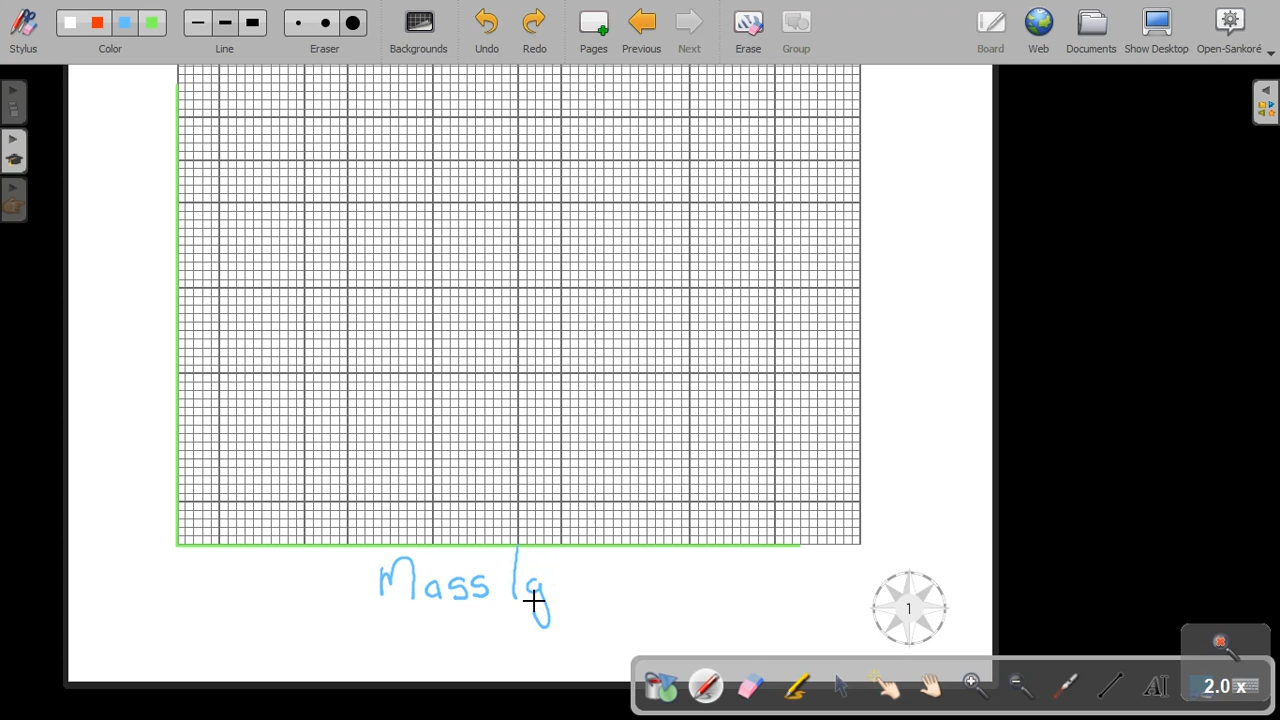 Stylus Color Line Eraser Backgrounds Undo Redo Pages Previous Next Erase Group Board Web Documents Show Desktop Open-Sankoré
Mass /g
1
2.0 x